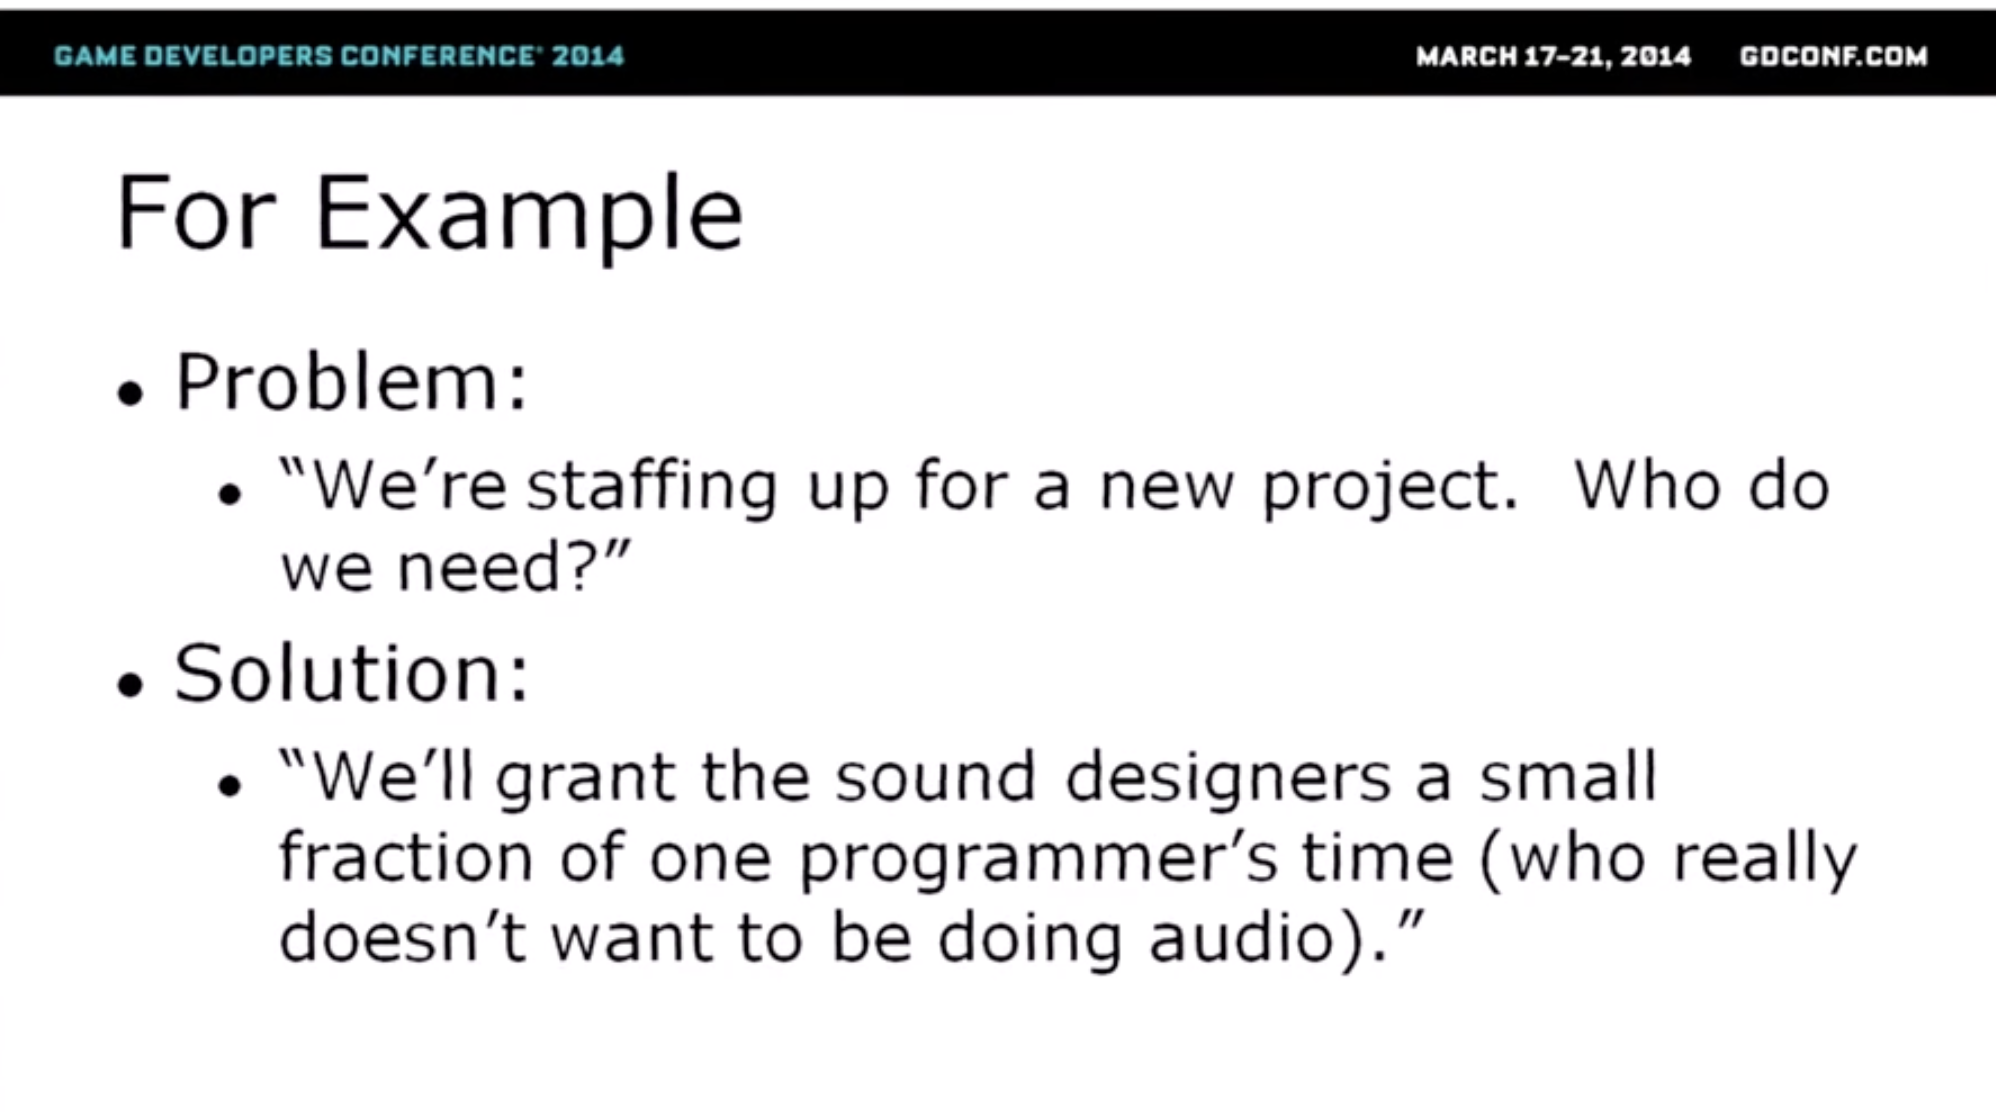 GAME DEVELOPERS CONFERENCE® 2014
MARCH 17–21, 2014 GDCONF.COM
For Example
• Problem:
• “We’re staffing up for a new project.  Who do
we need?”
• Solution:
• “We’ll grant the sound designers a small
fraction of one programmer’s time (who really
doesn’t want to be doing audio).”